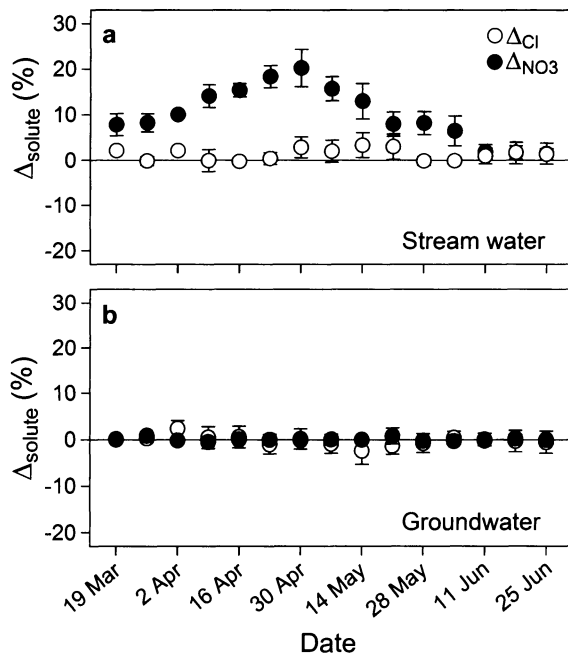 a
Δsolute (%)
30
20
10
0
-10
-20
ΔCl
ΔNO3
Stream water
b
Δsolute (%)
30
20
10
0
-10
-20
Groundwater
19 Mar
2 Apr
16 Apr
30 Apr
14 May
28 May
11 Jun
25 Jun
Date